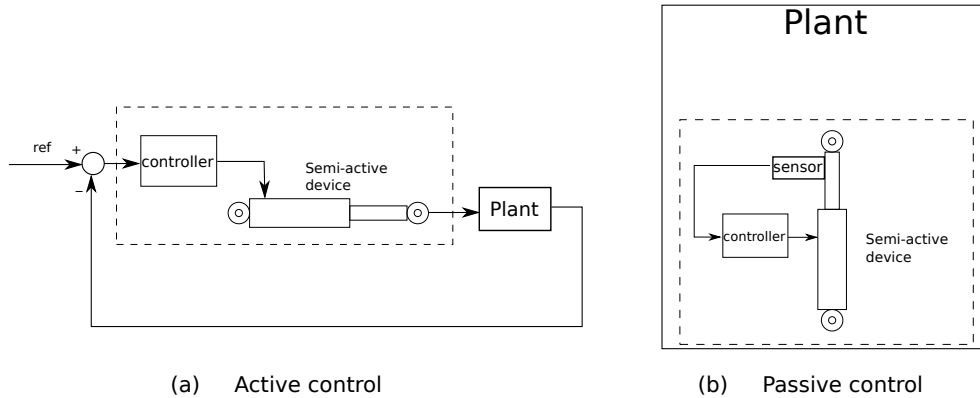 ref
+
−
controller
Semi-active
device
Plant
(a) Active control
Plant
sensor
controller
Semi-active
device
(b) Passive control